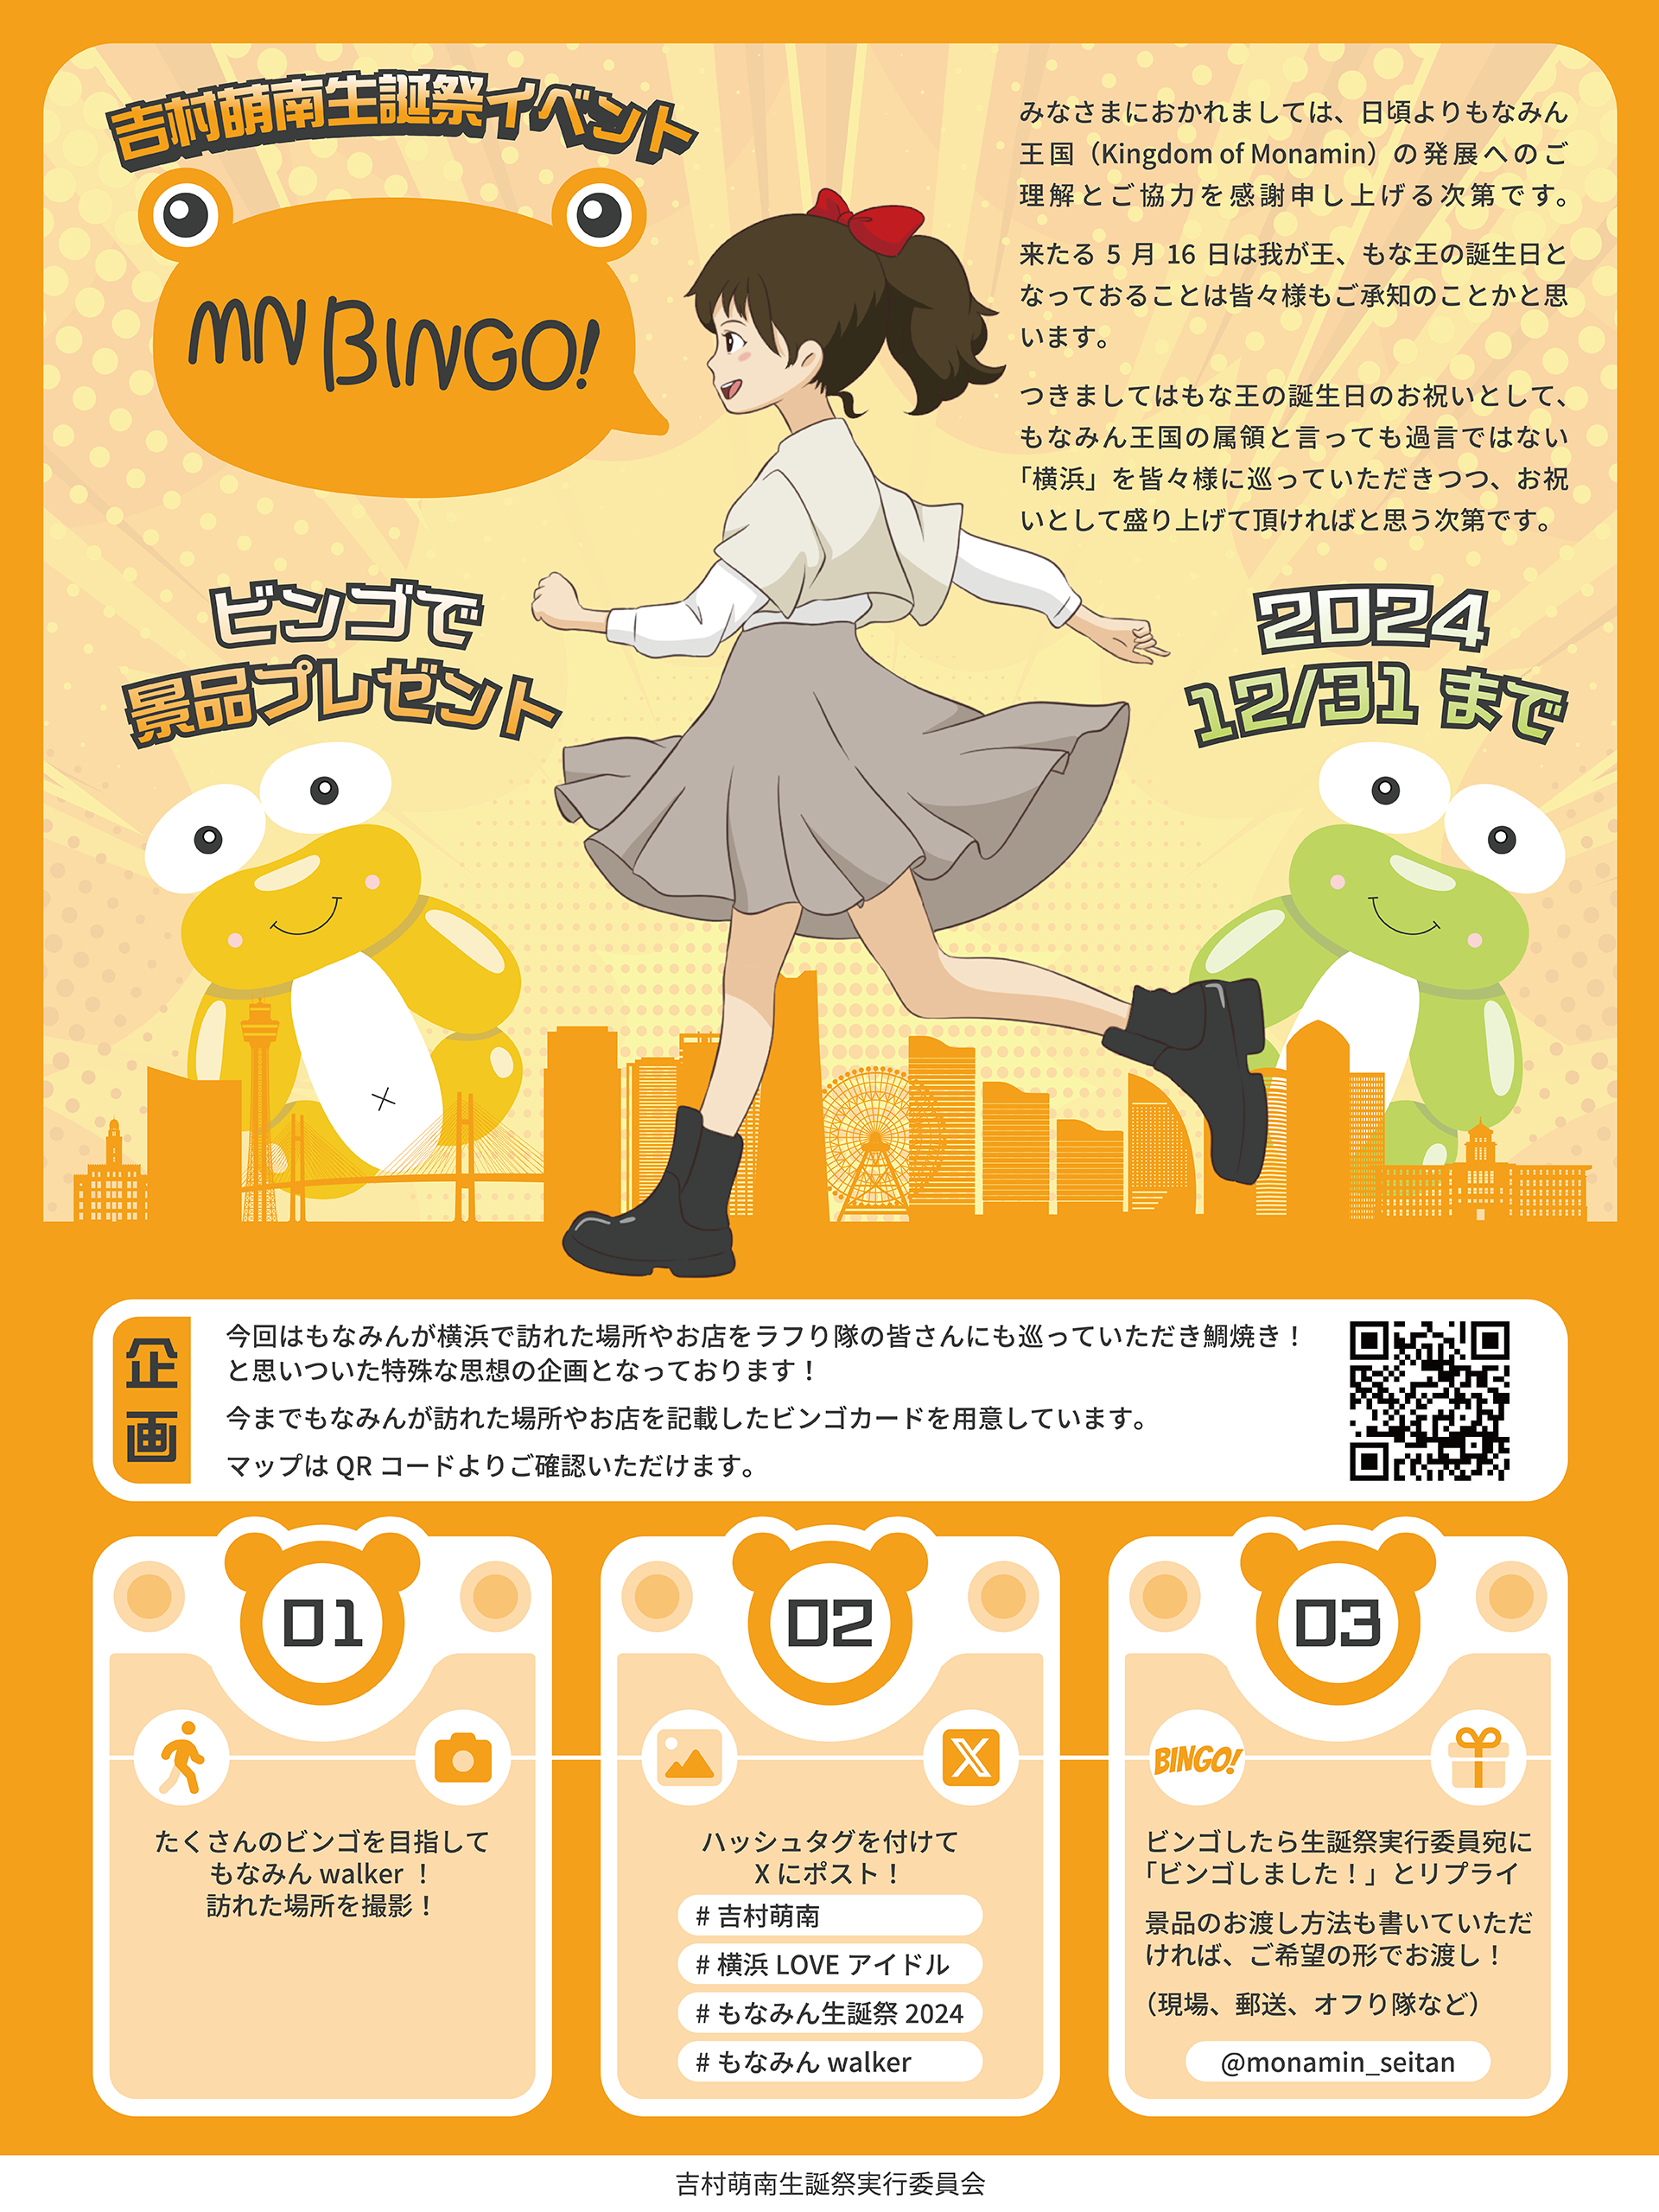 吉村萌南生誕祭イベント
MN BINGO!
みなさまにおかれましては、日頃よりもなみん
王国（Kingdom of Monamin）の発展へのご
理解とご協力を感謝申し上げる次第です。
来たる 5 月 16 日は我が王、もな王の誕生日と
なっておることは皆々様もご承知のことかと思
います。
つきましてはもな王の誕生日のお祝いとして、
もなみん王国の属領と言っても過言ではない
「横浜」を皆々様に巡っていただきつつ、お祝
いとして盛り上げて頂ければと思う次第です。
ビンゴで
景品プレゼント
2024
12/31 まで
企画
今回はもなみんが横浜で訪れた場所やお店をラフり隊の皆さんにも巡っていただき鯛焼き！
と思いついた特殊な思想の企画となっております！
今までもなみんが訪れた場所やお店を記載したビンゴカードを用意しています。
マップは QR コードよりご確認いただけます。
01
たくさんのビンゴを目指して
もなみん walker ！
訪れた場所を撮影！
02
X
ハッシュタグを付けて
X にポスト！
# 吉村萌南
# 横浜 LOVE アイドル
# もなみん生誕祭 2024
# もなみん walker
03
BINGO!
ビンゴしたら生誕祭実行委員宛に
「ビンゴしました！」とリプライ
景品のお渡し方法も書いていただ
ければ、ご希望の形でお渡し！
（現場、郵送、オフり隊など）
@monamin_seitan
吉村萌南生誕祭実行委員会